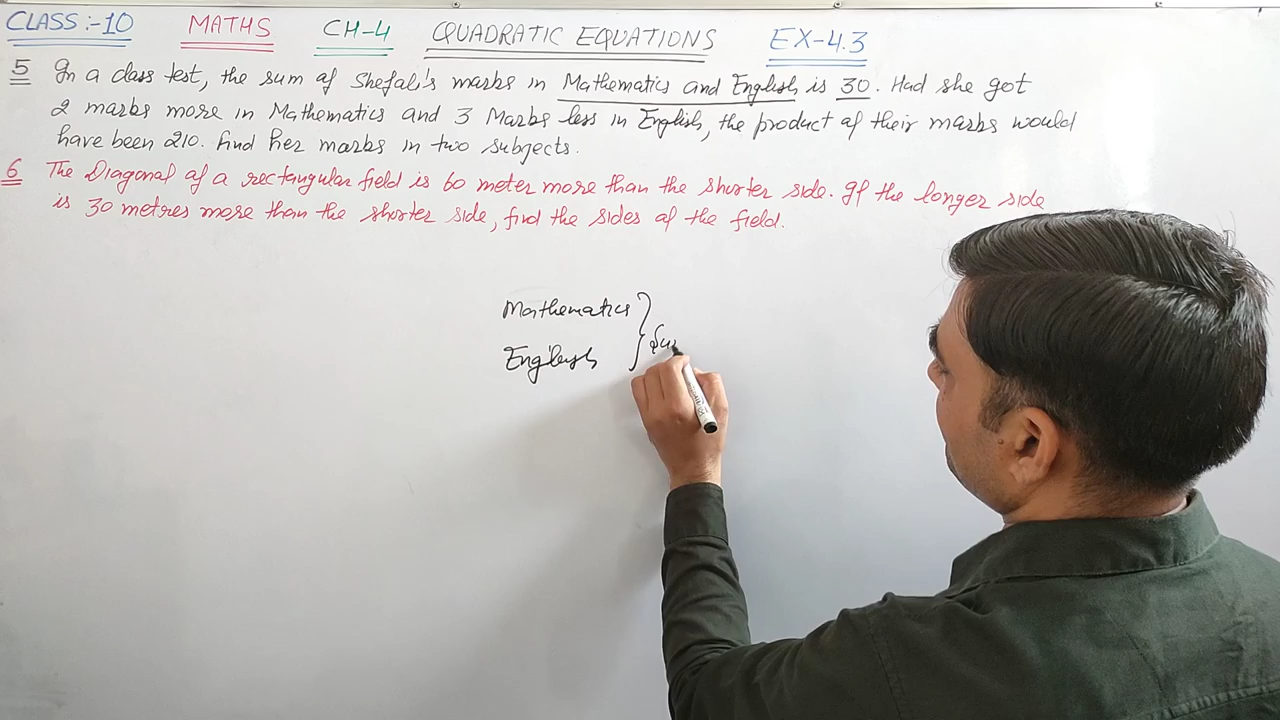 CLASS:-10 MATHS CH-4 QUADRATIC EQUATIONS EX-4.3
5 In a class test, the sum of Shefali's marks in Mathematics and English is 30. Had she got
2 marks more in Mathematics and 3 Marks less in English, the product of their marks would
have been 210. find her marks in two subjects.
6 The Diagonal of a rectangular field is 60 meter more than the shorter side. If the longer side
is 30 metres more than the shorter side, find the sides of the field.
Mathematics
English